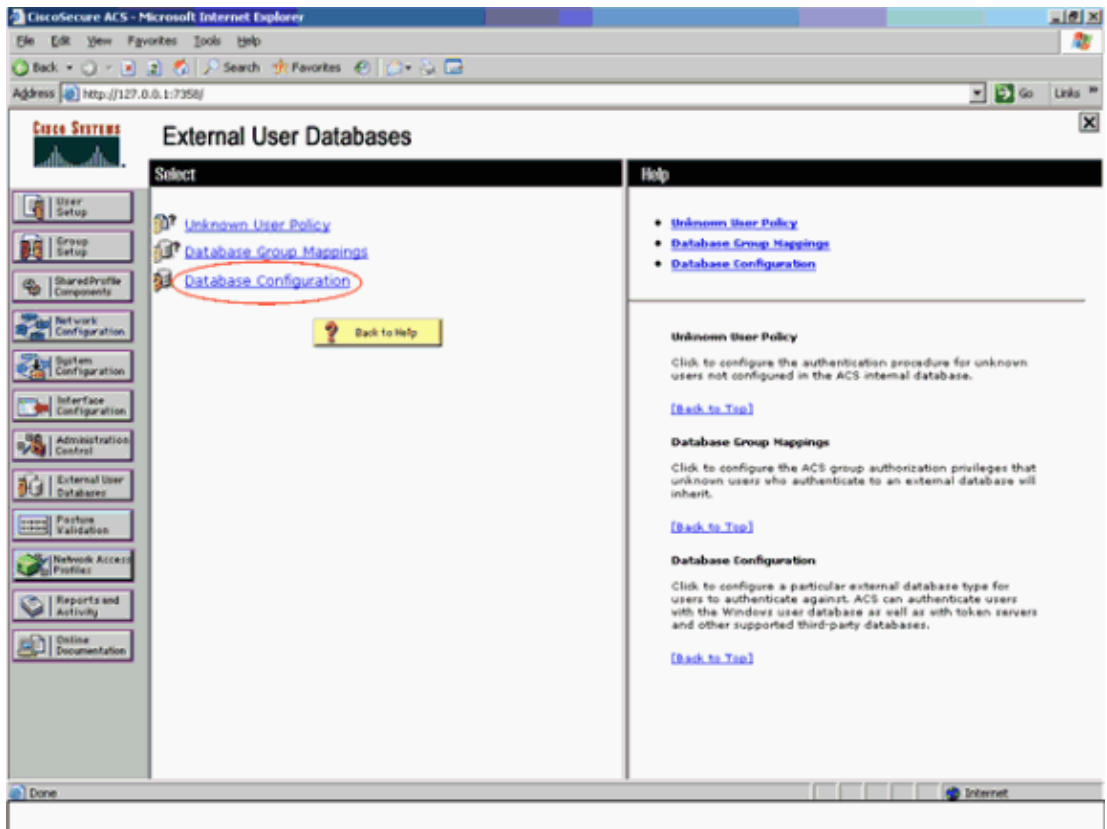 CiscoSecure ACS - Microsoft Internet Explorer
File Edit View Favorites Tools Help
Back Search Favorites
Address http://127.0.0.1:7358/ Go Links »
CISCO SYSTEMS
External User Databases
Select
Help
User
Setup
Group
Setup
Shared Profile
Components
Network
Configuration
System
Configuration
Interface
Configuration
Administration
Control
External User
Databases
Posture
Validation
Network Access
Profiles
Reports and
Activity
Online
Documentation
Unknown User Policy
Database Group Mappings
Database Configuration
Back to Help
• Unknown User Policy
• Database Group Mappings
• Database Configuration
Unknown User Policy
Click to configure the authentication procedure for unknown
users not configured in the ACS internal database.
[Back to Top]
Database Group Mappings
Click to configure the ACS group authorization privileges that
unknown users who authenticate to an external database will
inherit.
[Back to Top]
Database Configuration
Click to configure a particular external database type for
users to authenticate against. ACS can authenticate users
with the Windows user database as well as with token servers
and other supported third-party databases.
[Back to Top]
Done
Internet